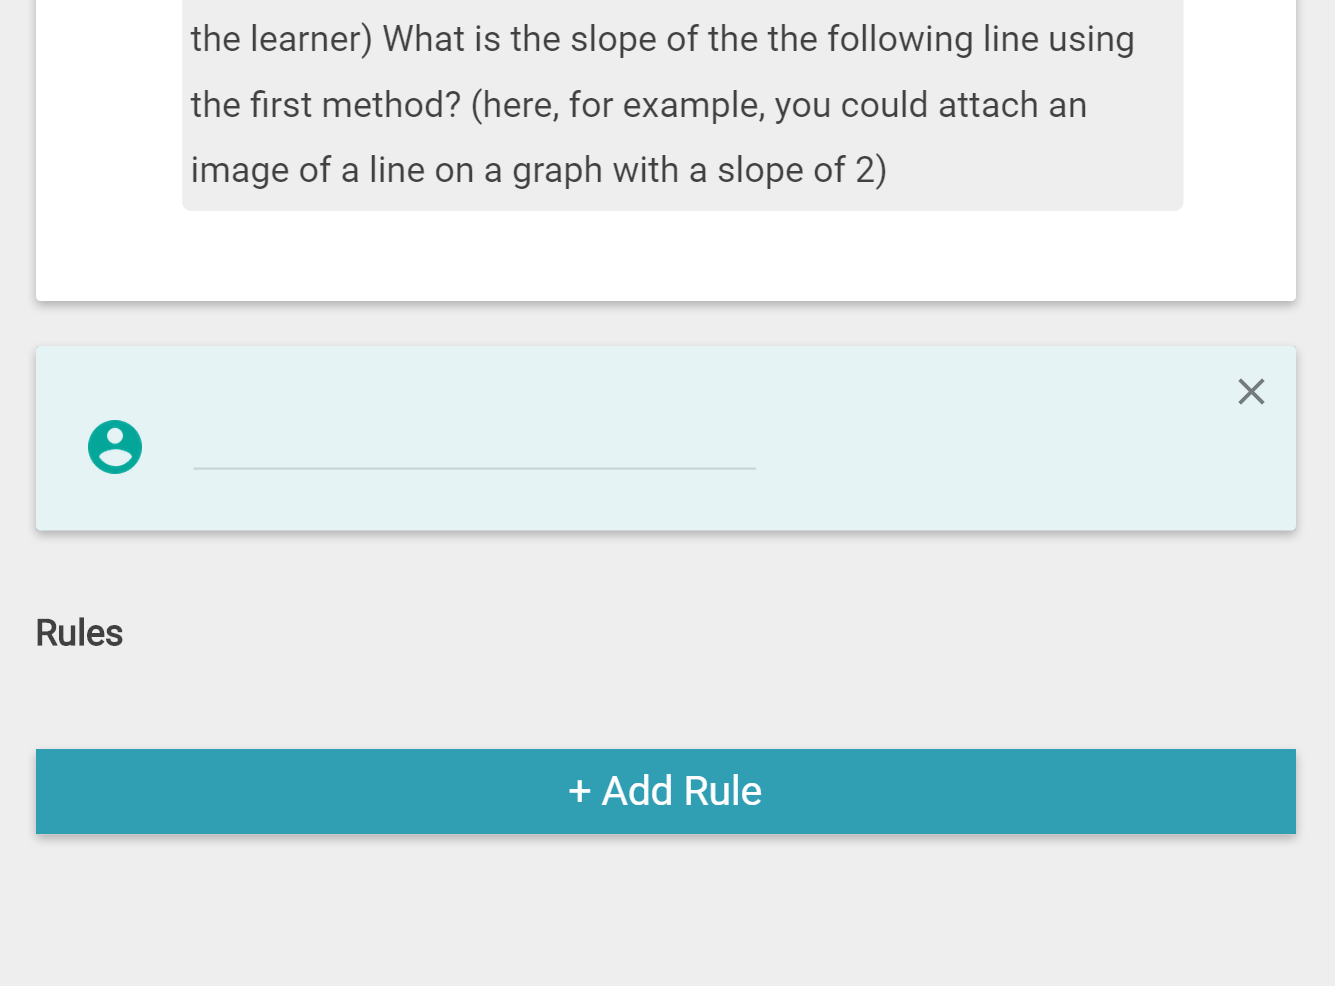 the learner) What is the slope of the the following line using
the first method? (here, for example, you could attach an
image of a line on a graph with a slope of 2)
Rules
+ Add Rule